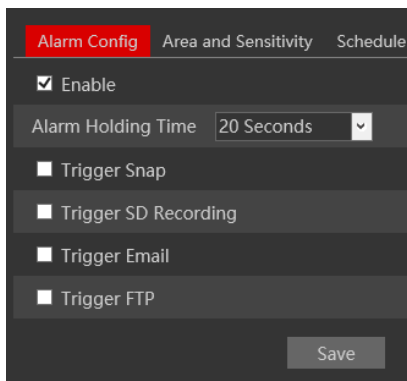 Alarm Config Area and Sensitivity Schedule
Enable
Alarm Holding Time 20 Seconds
Trigger Snap
Trigger SD Recording
Trigger Email
Trigger FTP
Save